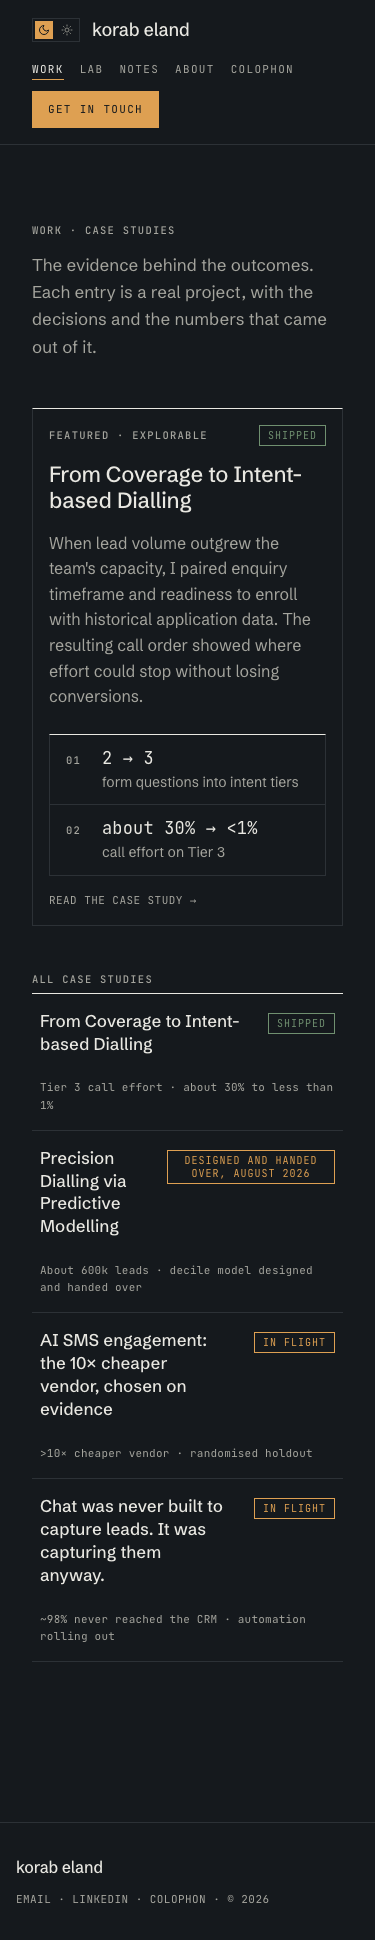 korab eland
WORK LAB NOTES ABOUT COLOPHON
GET IN TOUCH
WORK · CASE STUDIES
The evidence behind the outcomes.
Each entry is a real project, with the
decisions and the numbers that came
out of it.
FEATURED · EXPLORABLE
SHIPPED
From Coverage to Intent-
based Dialling
When lead volume outgrew the
team's capacity, I paired enquiry
timeframe and readiness to enroll
with historical application data. The
resulting call order showed where
effort could stop without losing
conversions.
01 2 → 3
form questions into intent tiers
02 about 30% → <1%
call effort on Tier 3
READ THE CASE STUDY →
ALL CASE STUDIES
From Coverage to Intent-
based Dialling
SHIPPED
Tier 3 call effort · about 30% to less than
1%
Precision
Dialling via
Predictive
Modelling
DESIGNED AND HANDED
OVER, AUGUST 2026
About 600k leads · decile model designed
and handed over
AI SMS engagement:
the 10× cheaper
vendor, chosen on
evidence
IN FLIGHT
>10× cheaper vendor · randomised holdout
Chat was never built to
capture leads. It was
capturing them
anyway.
IN FLIGHT
~98% never reached the CRM · automation
rolling out
korab eland
EMAIL · LINKEDIN · COLOPHON · © 2026